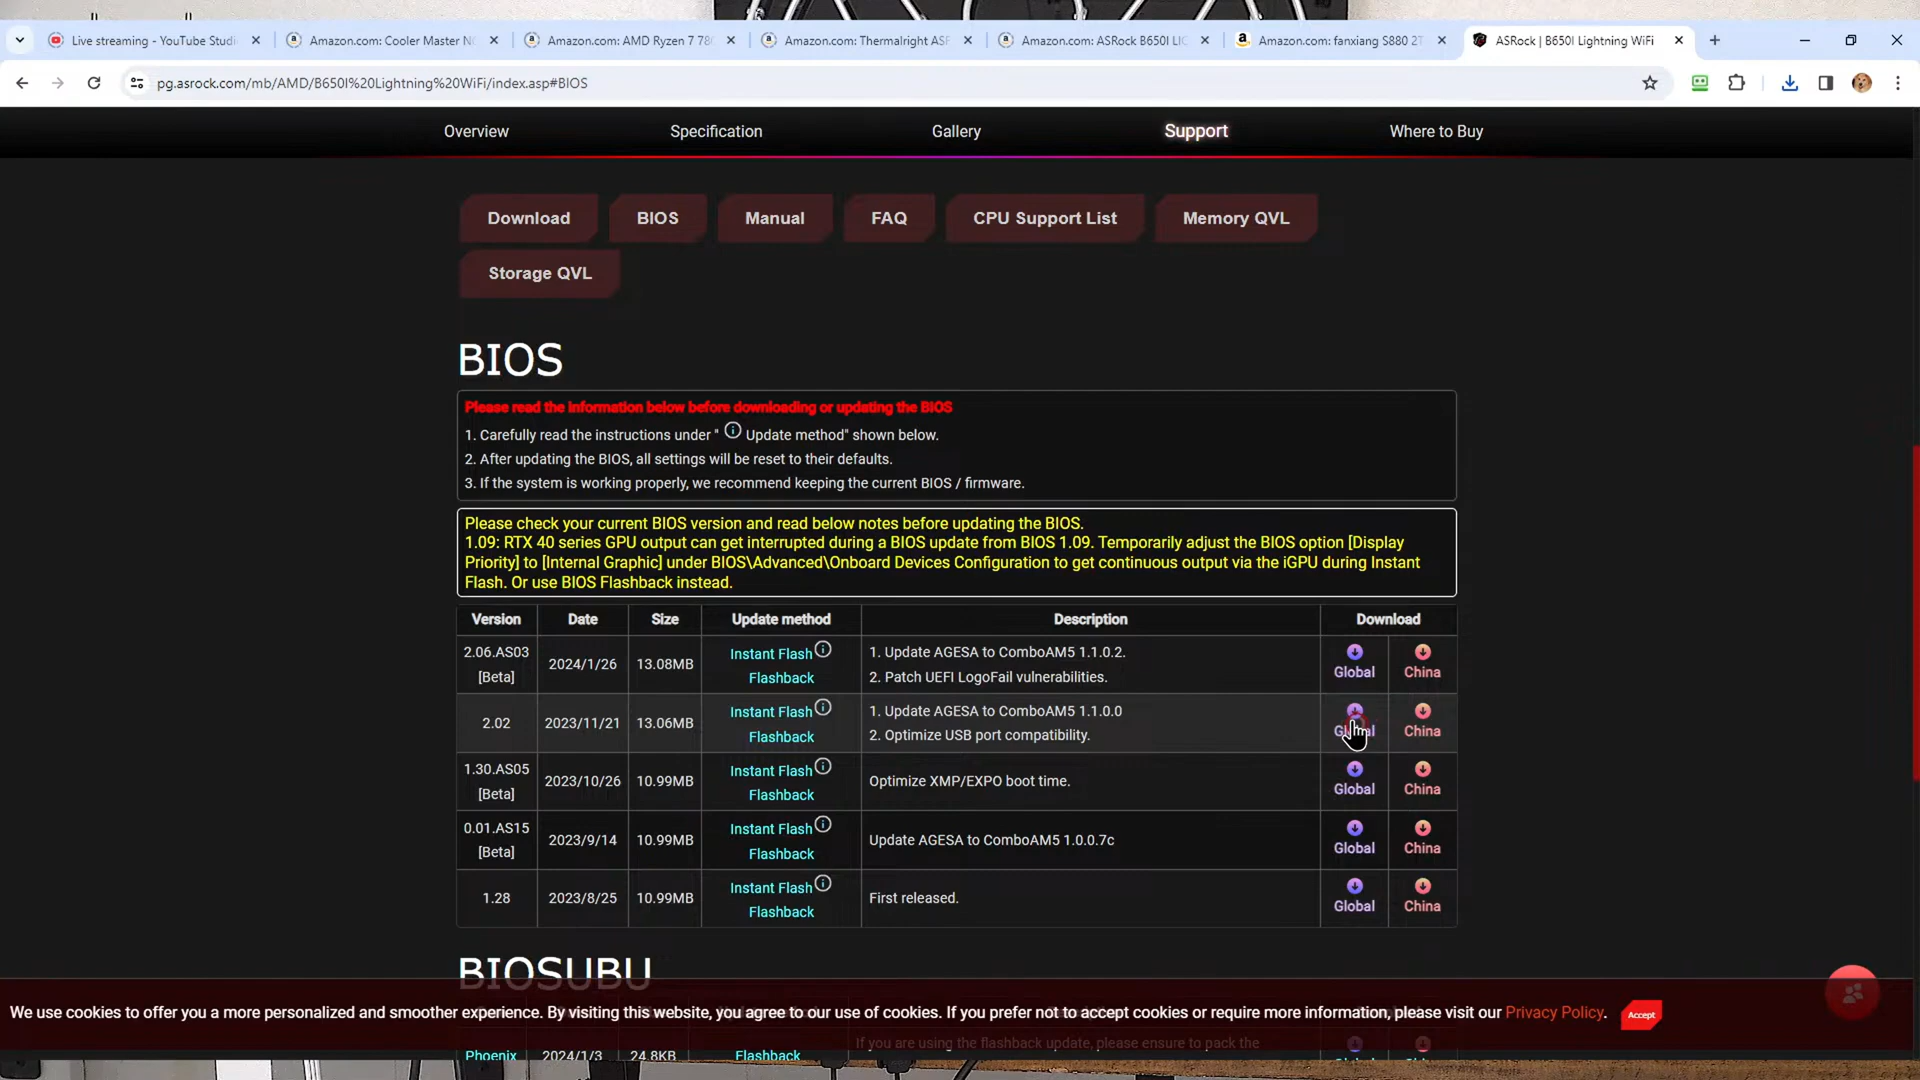 Live streaming - YouTube Studi
Amazon.com: Cooler Master N
Amazon.com: AMD Ryzen 7 78
Amazon.com: Thermalright ASF
Amazon.com: ASRock B650I LIC
Amazon.com: fanxiang S880 2T
ASRock | B650I Lightning WiFi
pg.asrock.com/mb/AMD/B650I%20Lightning%20WiFi/index.asp#BIOS
Overview
Specification
Gallery
Support
Where to Buy
Download
BIOS
Manual
FAQ
CPU Support List
Memory QVL
Storage QVL
BIOS
Please read the information below before downloading or updating the BIOS
1. Carefully read the instructions under " Update method" shown below.
2. After updating the BIOS, all settings will be reset to their defaults.
3. If the system is working properly, we recommend keeping the current BIOS / firmware.
Please check your current BIOS version and read below notes before updating the BIOS.
1.09: RTX 40 series GPU output can get interrupted during a BIOS update from BIOS 1.09. Temporarily adjust the BIOS option [Display
Priority] to [Internal Graphic] under BIOS\Advanced\Onboard Devices Configuration to get continuous output via the iGPU during Instant
Flash. Or use BIOS Flashback instead.
Version Date Size Update method Description Download
2.06.AS03 [Beta] 2024/1/26 13.08MB Instant Flash Flashback 1. Update AGESA to ComboAM5 1.1.0.2. Global China
2. Patch UEFI LogoFail vulnerabilities.
2.02 2023/11/21 13.06MB Instant Flash Flashback 1. Update AGESA to ComboAM5 1.1.0.0 Global China
2. Optimize USB port compatibility.
1.30.AS05 [Beta] 2023/10/26 10.99MB Instant Flash Flashback Optimize XMP/EXPO boot time. Global China
0.01.AS15 [Beta] 2023/9/14 10.99MB Instant Flash Flashback Update AGESA to ComboAM5 1.0.0.7c Global China
1.28 2023/8/25 10.99MB Instant Flash Flashback First released. Global China
BIOSUBU
We use cookies to offer you a more personalized and smoother experience. By visiting this website, you agree to our use of cookies. If you prefer not to accept cookies or require more information, please visit our Privacy Policy.
Accept
If you are using the flashback update, please ensure to pack the
Phoenix 2024/1/3 24.8KB Flashback